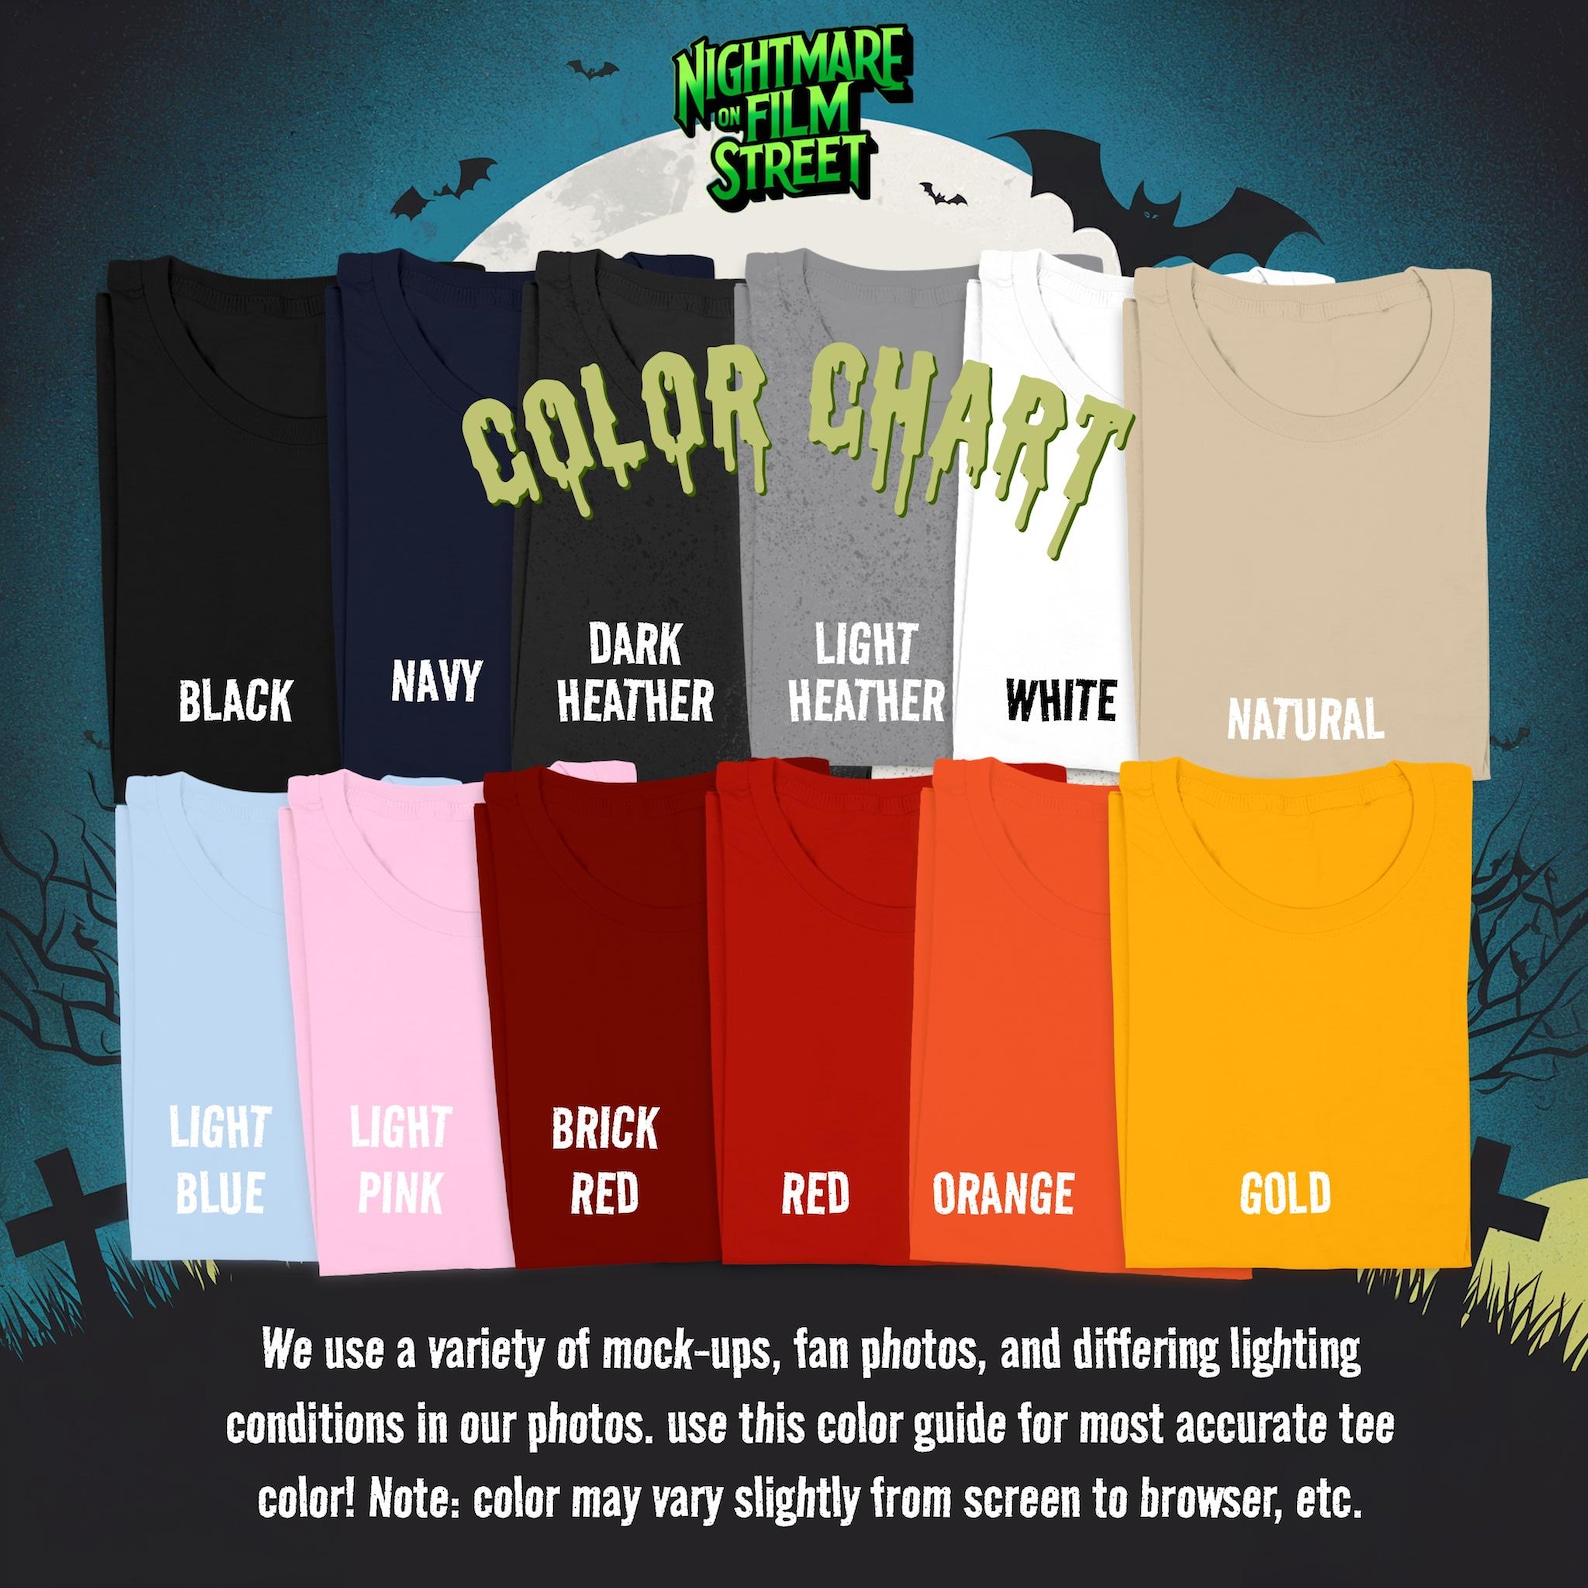 NIGHTMARE
ON FILM
STREET
COLOR CHART
BLACK
NAVY
DARK
HEATHER
LIGHT
HEATHER
WHITE
NATURAL
LIGHT
BLUE
LIGHT
PINK
BRICK
RED
RED
ORANGE
GOLD
We use a variety of mock-ups, fan photos, and differing lighting
conditions in our photos. use this color guide for most accurate tee
color! Note: color may vary slightly from screen to browser, etc.